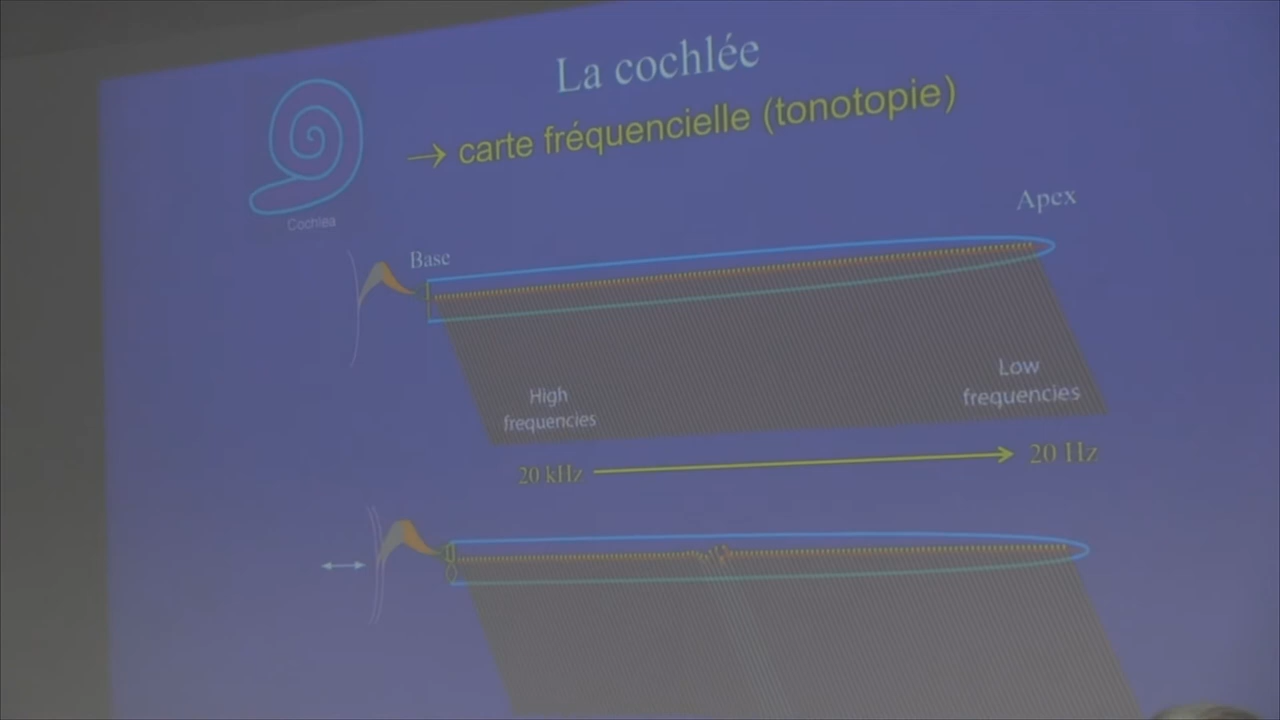 La cochlée
→ carte fréquencielle (tonotopie)
Cochlea
Apex
Base
High
frequencies
Low
frequencies
20 kHz
20 Hz